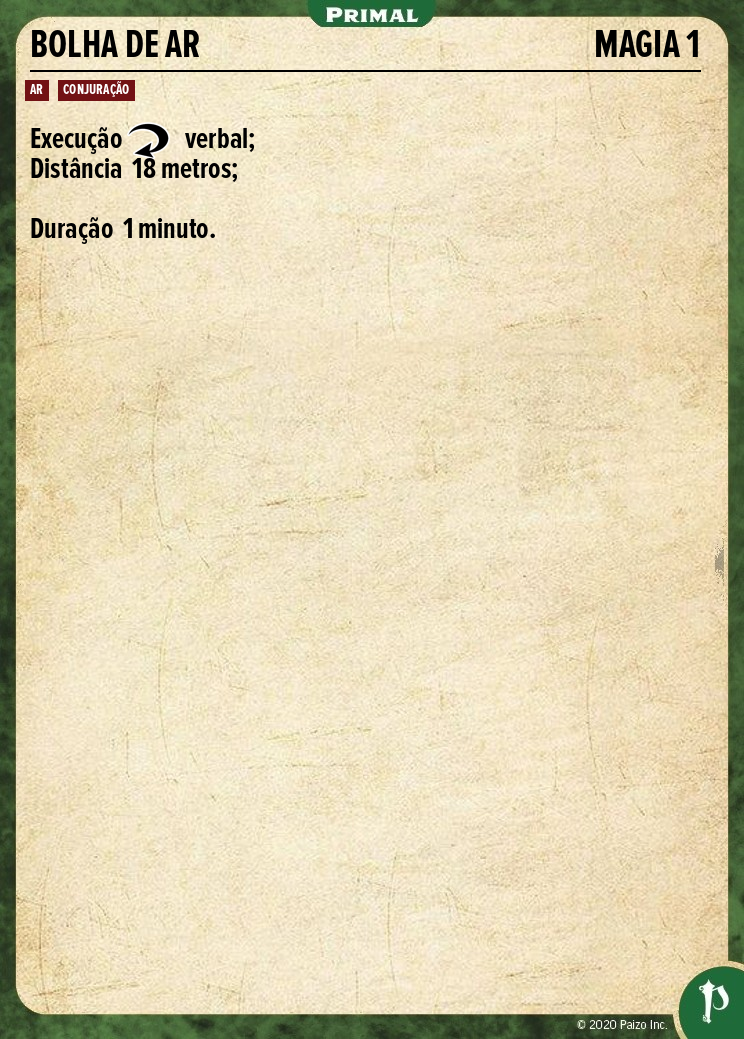 PRIMAL
BOLHA DE AR MAGIA 1
AR CONJURAÇÃO
Execução verbal;
Distância 18 metros;
Duração 1 minuto.
© 2020 Paizo Inc.